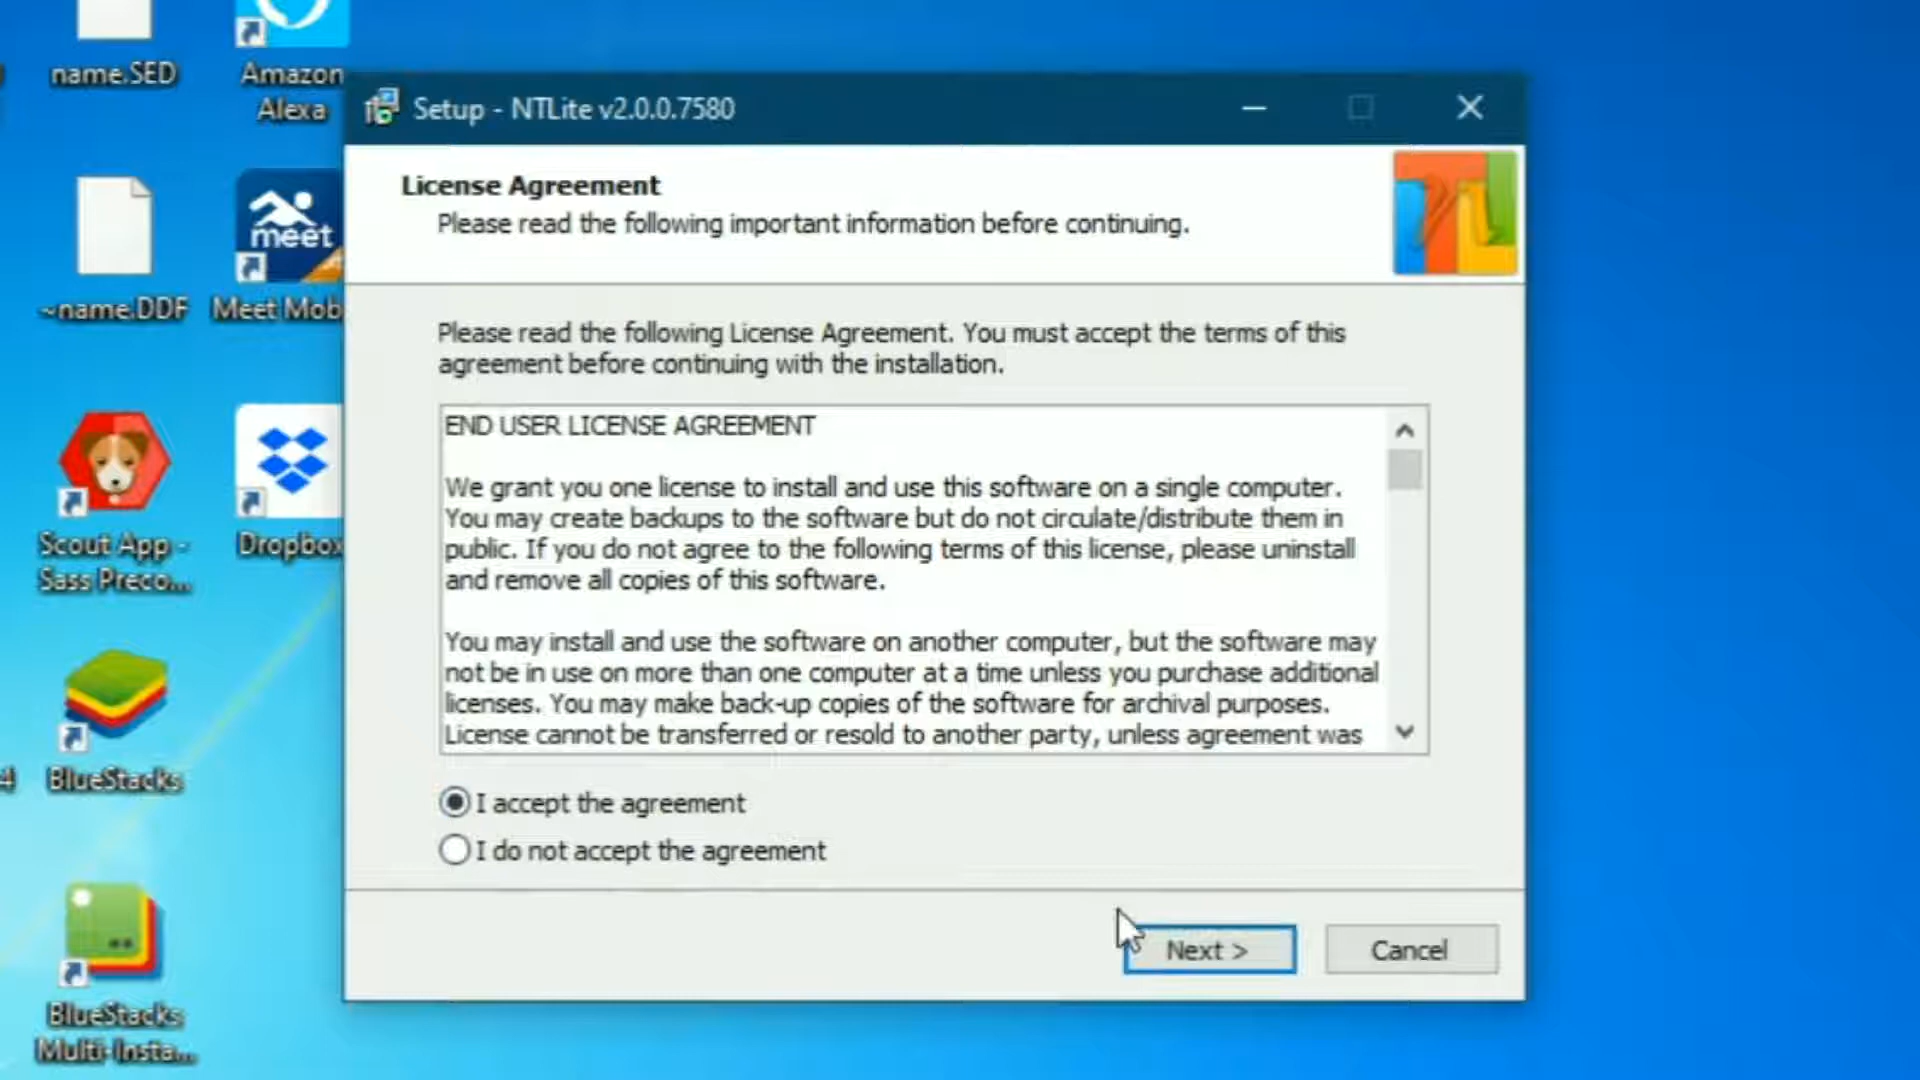 name.SED
Amazon
Alexa
~name.DDF
meet
Meet Mob
Scout App -
Sass Preco...
Dropbox
4
BlueStacks
BlueStacks
Multi-Insta...
Setup - NTLite v2.0.0.7580
License Agreement
Please read the following important information before continuing.
Please read the following License Agreement. You must accept the terms of this
agreement before continuing with the installation.
END USER LICENSE AGREEMENT
We grant you one license to install and use this software on a single computer.
You may create backups to the software but do not circulate/distribute them in
public. If you do not agree to the following terms of this license, please uninstall
and remove all copies of this software.
You may install and use the software on another computer, but the software may
not be in use on more than one computer at a time unless you purchase additional
licenses. You may make back-up copies of the software for archival purposes.
License cannot be transferred or resold to another party, unless agreement was
I accept the agreement
I do not accept the agreement
Next >
Cancel